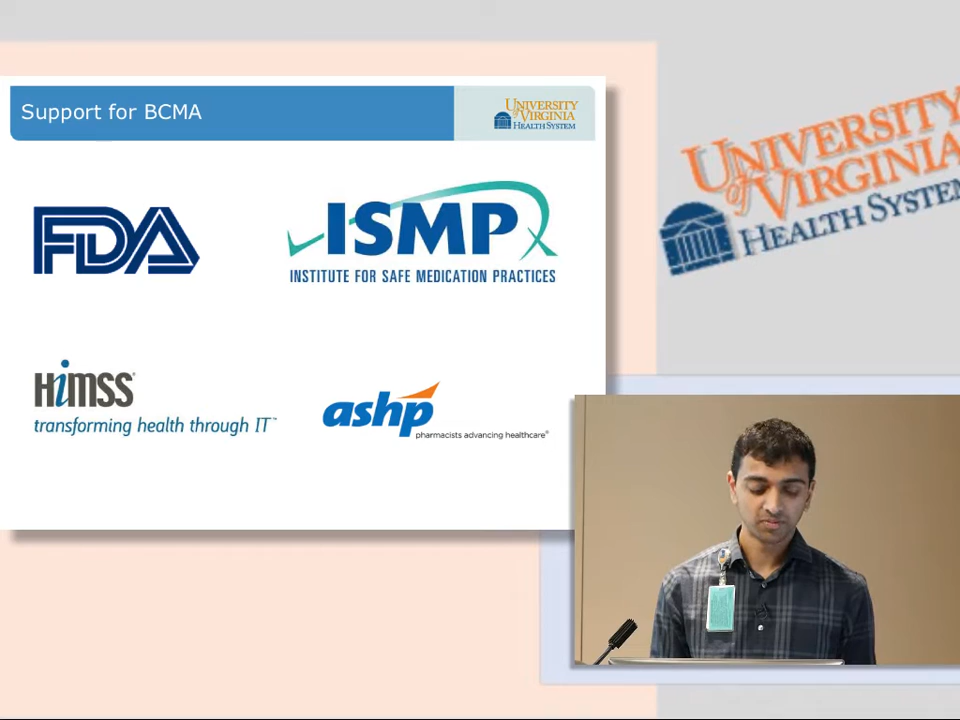 Support for BCMA
UNIVERSITY
of VIRGINIA
HEALTH SYSTEM
FDA
ISMP
INSTITUTE FOR SAFE MEDICATION PRACTICES
HiMSS®
transforming health through IT™
ashp
pharmacists advancing healthcare®
UNIVERSITY
of VIRGINIA
HEALTH SYSTEM